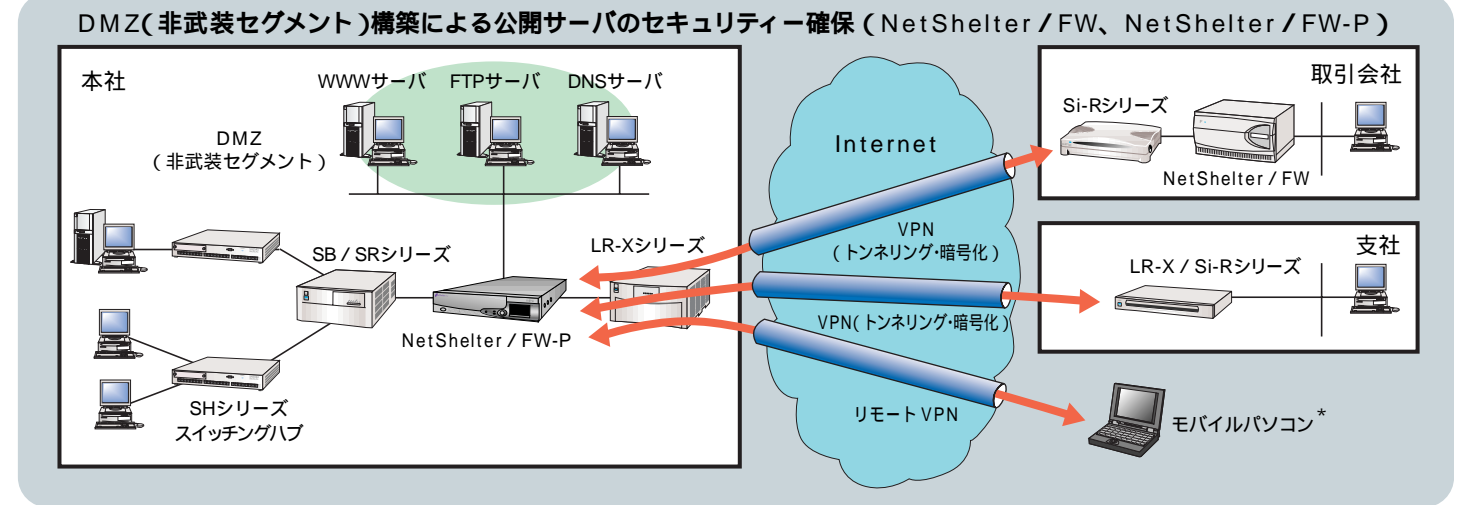 DMZ(非武装セグメント)構築による公開サーバのセキュリティー確保(NetShelter/FW、NetShelter/FW-P)
本社
WWWサーバ
FTPサーバ
DNSサーバ
DMZ
(非武装セグメント)
SB/SRシリーズ
LR-Xシリーズ
NetShelter/FW-P
SHシリーズ
スイッチングハブ
Internet
VPN
(トンネリング・暗号化)
VPN(トンネリング・暗号化)
リモートVPN
取引会社
Si-Rシリーズ
NetShelter/FW
支社
LR-X/Si-Rシリーズ
モバイルパソコン*